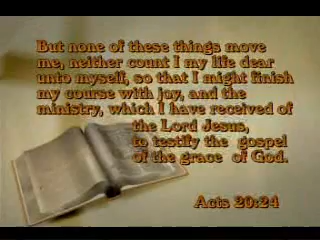 But none of these things move
me, neither count I my life dear
unto myself, so that I might finish
my course with joy, and the
ministry, which I have received of
the Lord Jesus,
to testify the gospel
of the grace of God.
Acts 20:24